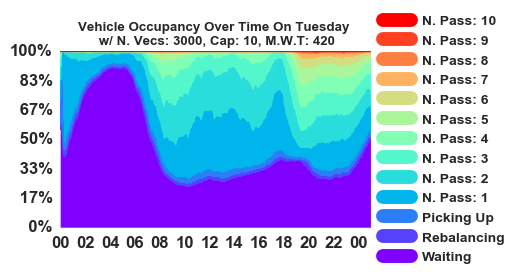 Vehicle Occupancy Over Time On Tuesday
w/ N. Vecs: 3000, Cap: 10, M.W.T: 420
100%
83%
67%
50%
33%
17%
0%
00 02 04 06 08 10 12 14 16 18 20 22 00
N. Pass: 10
N. Pass: 9
N. Pass: 8
N. Pass: 7
N. Pass: 6
N. Pass: 5
N. Pass: 4
N. Pass: 3
N. Pass: 2
N. Pass: 1
Picking Up
Rebalancing
Waiting